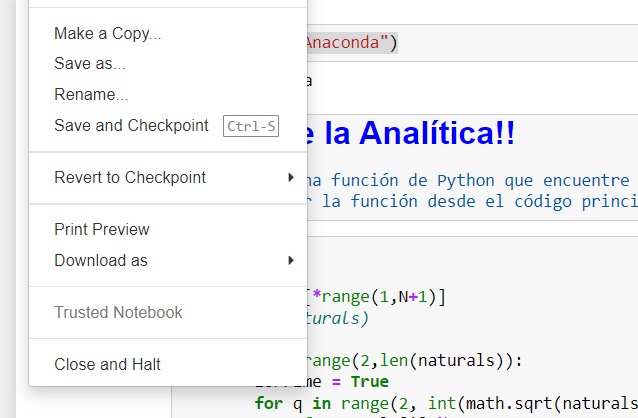 Make a Copy...
Save as...
Rename...
Save and Checkpoint Ctrl-S
Revert to Checkpoint
Print Preview
Download as
Trusted Notebook
Close and Halt
Anaconda")
a
e la Analítica!!
na función de Python que encuentre
r la función desde el código princi
[*range(1,N+1)]
turals)
range(2,len(naturals)):
= True
for q in range(2, int(math.sqrt(naturals